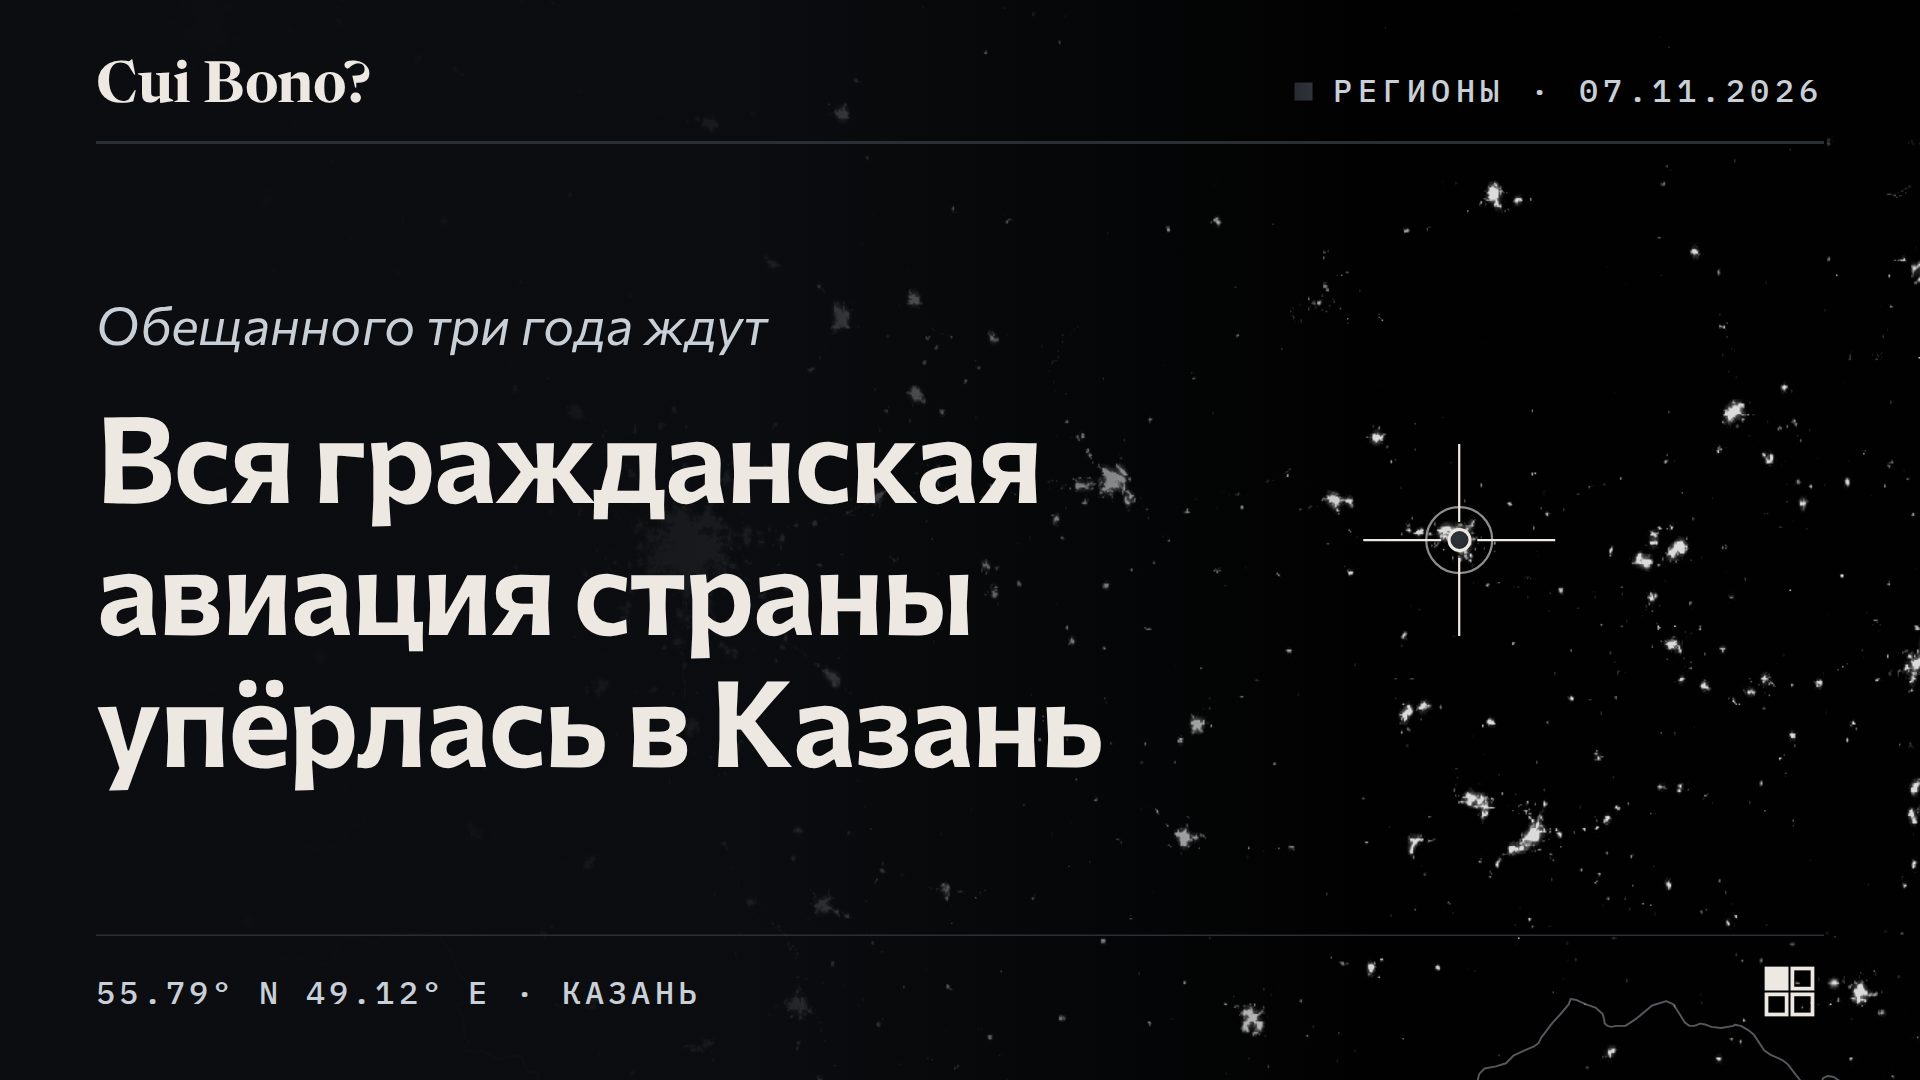 Cui Bono?
РЕГИОНЫ · 07.11.2026
Обещанного три года ждут
Вся гражданская
авиация страны
упёрлась в Казань
55.79° N 49.12° E · КАЗАНЬ